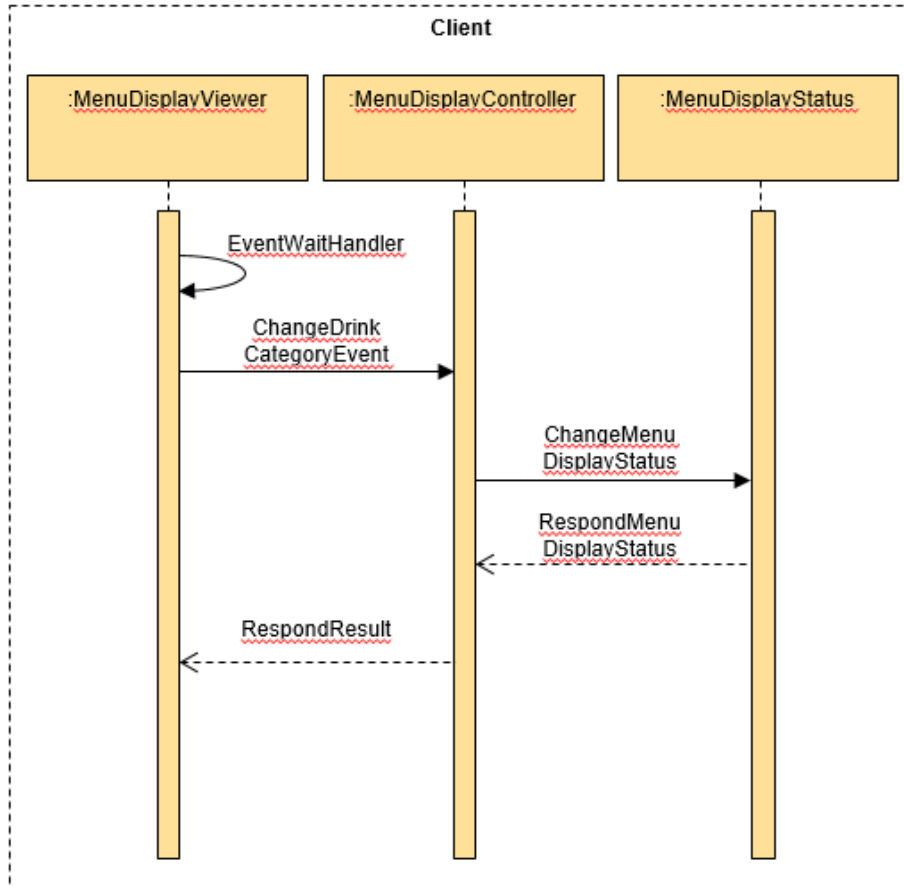 Client
:MenuDisplayViewer
:MenuDisplayController
:MenuDisplayStatus
EventWaitHandler
ChangeDrink
CategoryEvent
ChangeMenu
DisplayStatus
RespondMenu
DisplayStatus
RespondResult